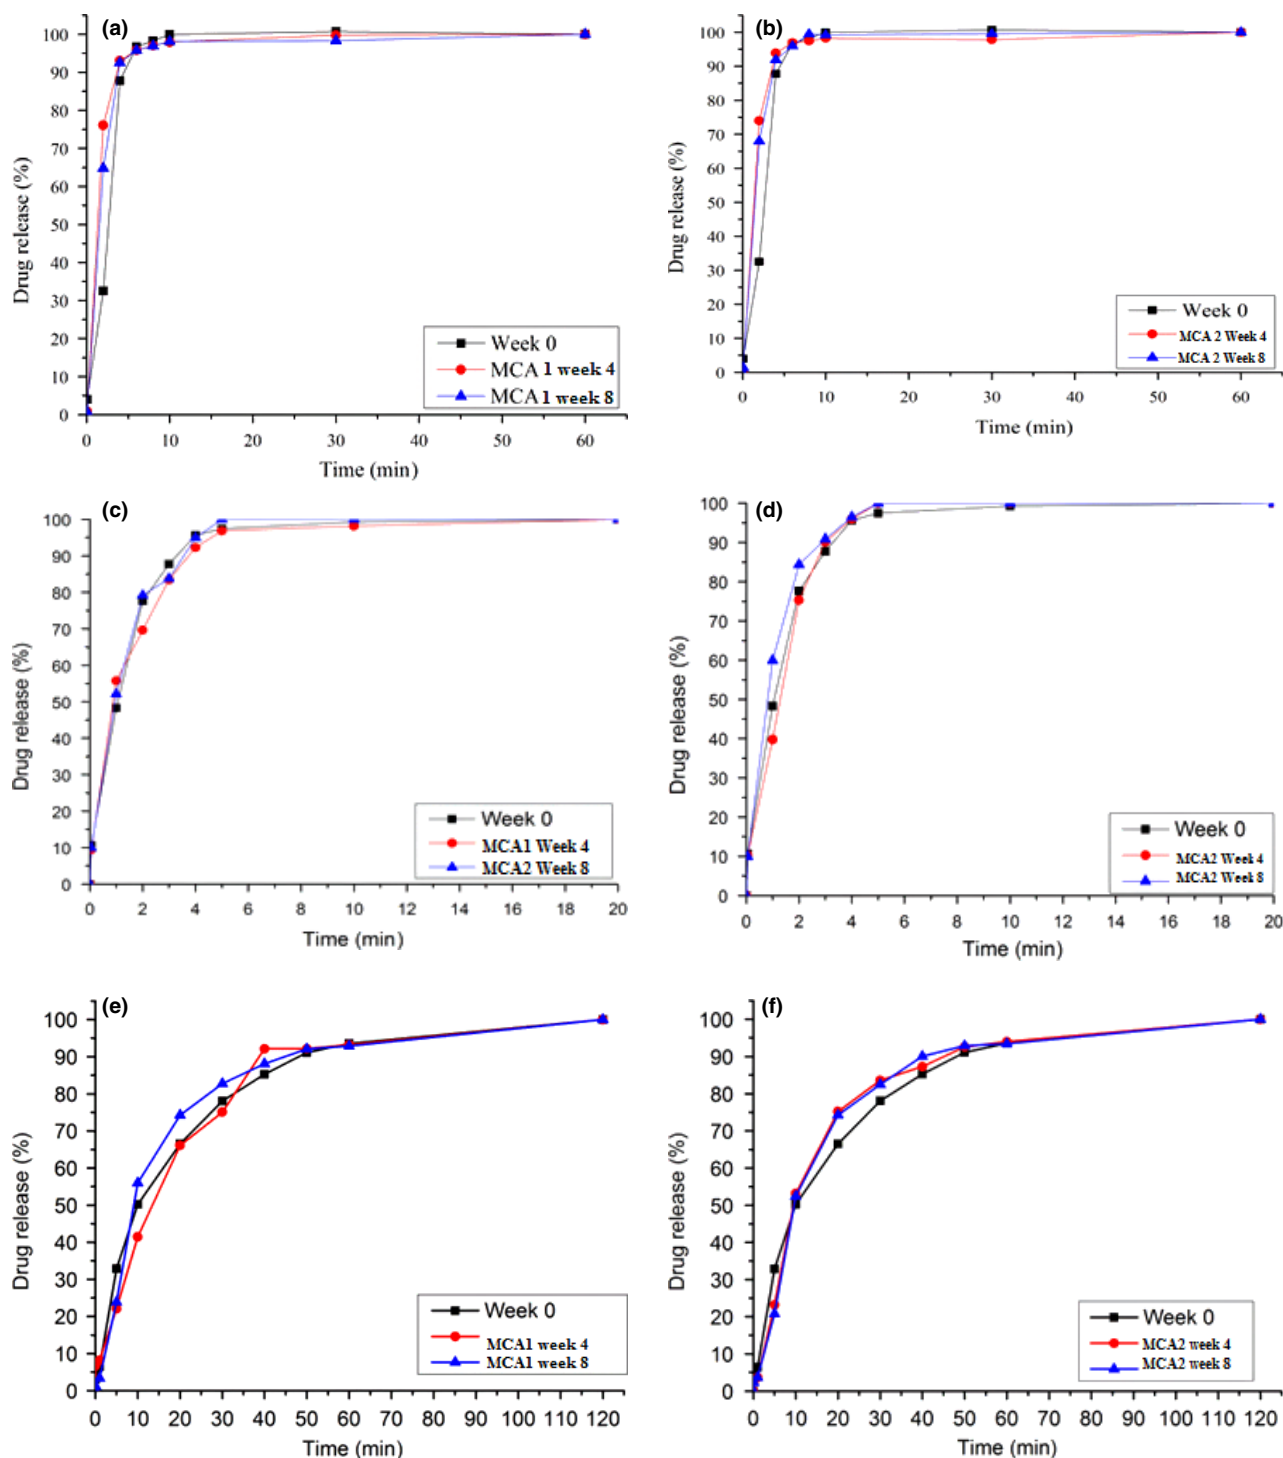 (a)
100
90
80
70
60
50
40
30
20
10
0
Drug release (%)
Week 0
MCA 1 week 4
MCA 1 week 8
0 10 20 30 40 50 60
Time (min)
(b)
100
90
80
70
60
50
40
30
20
10
0
Drug release (%)
Week 0
MCA 2 Week 4
MCA 2 Week 8
0 10 20 30 40 50 60
Time (min)
(c)
100
90
80
70
60
50
40
30
20
10
0
Drug release (%)
Week 0
MCA1 Week 4
MCA2 Week 8
0 2 4 6 8 10 12 14 16 18 20
Time (min)
(d)
100
90
80
70
60
50
40
30
20
10
0
Drug release (%)
Week 0
MCA2 Week 4
MCA2 Week 8
0 2 4 6 8 10 12 14 16 18 20
Time (min)
(e)
100
90
80
70
60
50
40
30
20
10
0
Drug release (%)
Week 0
MCA1 week 4
MCA1 week 8
0 10 20 30 40 50 60 70 80 90 100 110 120
Time (min)
(f)
100
90
80
70
60
50
40
30
20
10
0
Drug release (%)
Week 0
MCA2 week 4
MCA2 week 8
0 10 20 30 40 50 60 70 80 90 100 110 120
Time (min)